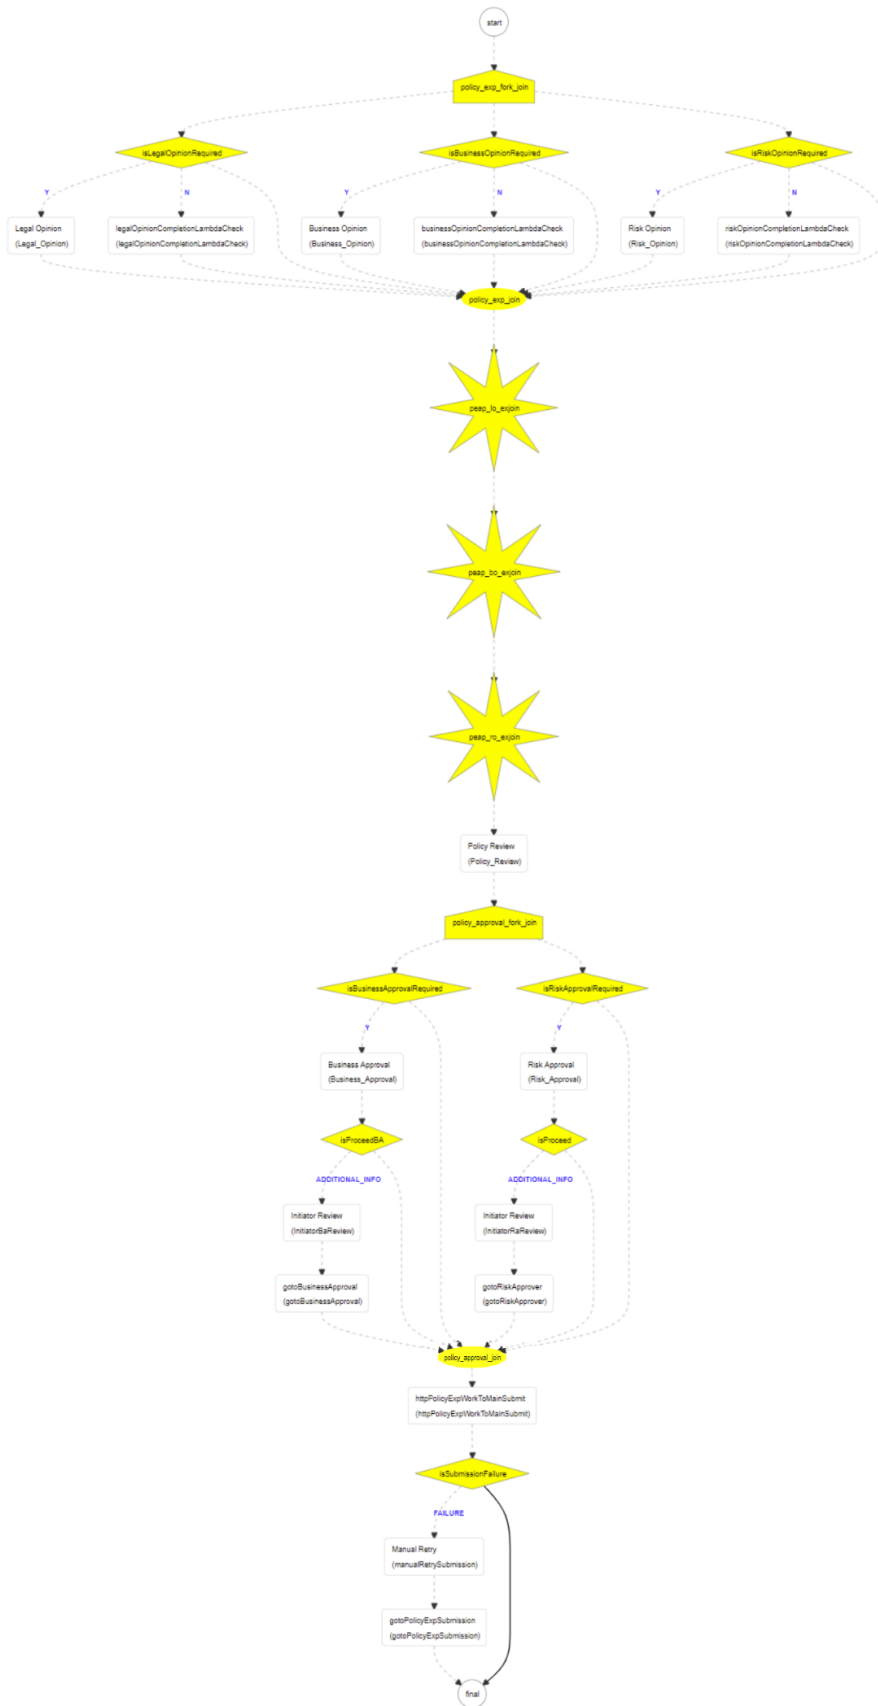 start
policy_exp_fork_join
isLegalOpinionRequired
isBusinessOpinionRequired
isRiskOpinionRequired
Y
N
Y
N
Y
N
Legal Opinion
(Legal_Opinion)
legalOpinionCompletionLambdaCheck
(legalOpinionCompletionLambdaCheck)
Business Opinion
(Business_Opinion)
businessOpinionCompletionLambdaCheck
(businessOpinionCompletionLambdaCheck)
Risk Opinion
(Risk_Opinion)
riskOpinionCompletionLambdaCheck
(riskOpinionCompletionLambdaCheck)
policy_exp_join
peap_lo_exjoin
peap_bo_exjoin
peap_ro_exjoin
Policy Review
(Policy_Review)
policy_approval_fork_join
isBusinessApprovalRequired
isRiskApprovalRequired
Y
Y
Business Approval
(Business_Approval)
Risk Approval
(Risk_Approval)
isProceedBA
isProceed
ADDITIONAL_INFO
ADDITIONAL_INFO
Initiator Review
(InitiatorBaReview)
Initiator Review
(InitiatorRaReview)
gotoBusinessApproval
(gotoBusinessApproval)
gotoRiskApprover
(gotoRiskApprover)
policy_approval_join
httpPolicyExpWorkToMainSubmit
(httpPolicyExpWorkToMainSubmit)
isSubmissionFailure
FAILURE
Manual Retry
(manualRetrySubmission)
gotoPolicyExpSubmission
(gotoPolicyExpSubmission)
final